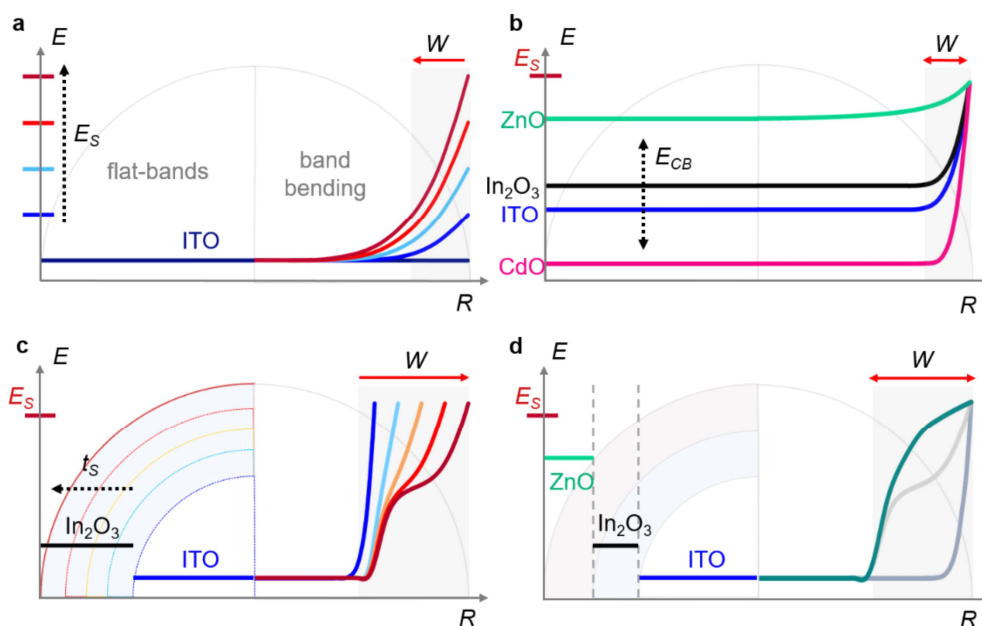 a
E
W
E_S
flat-bands
band
bending
ITO
R
b
E
W
E_S
ZnO
E_CB
In₂O₃
ITO
CdO
R
c
E
W
E_S
t_S
In₂O₃
ITO
R
d
E
W
E_S
ZnO
In₂O₃
ITO
R